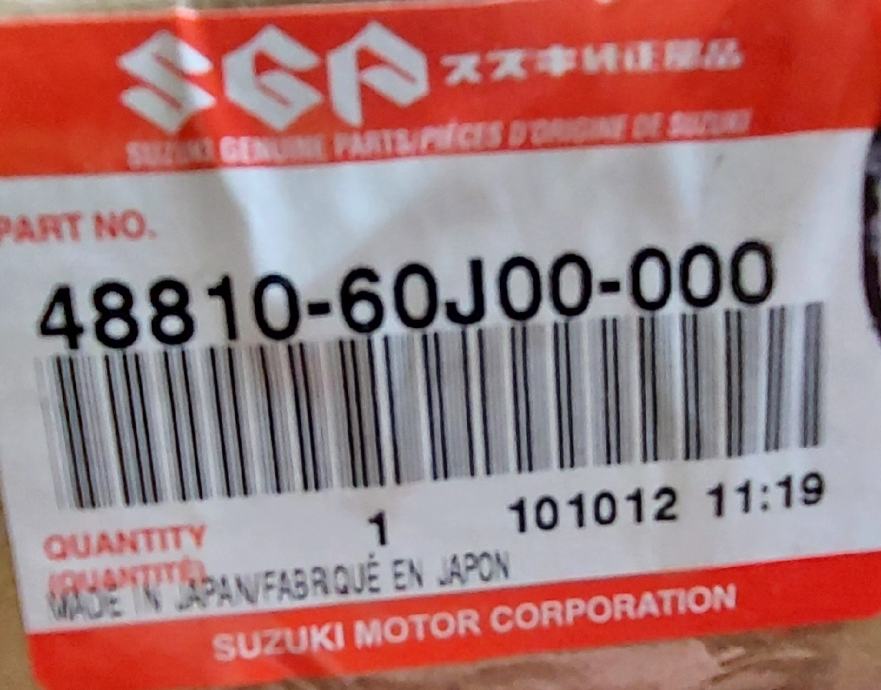 SGP スズキ純正部品
SUZUKI GENUINE PARTS/PIÈCES D'ORIGINE DE SUZUKI
PART NO.
48810-60J00-000
QUANTITY 1 101012 11:19
(QUANTITÉ)
MADE IN JAPAN/FABRIQUÉ EN JAPON
SUZUKI MOTOR CORPORATION